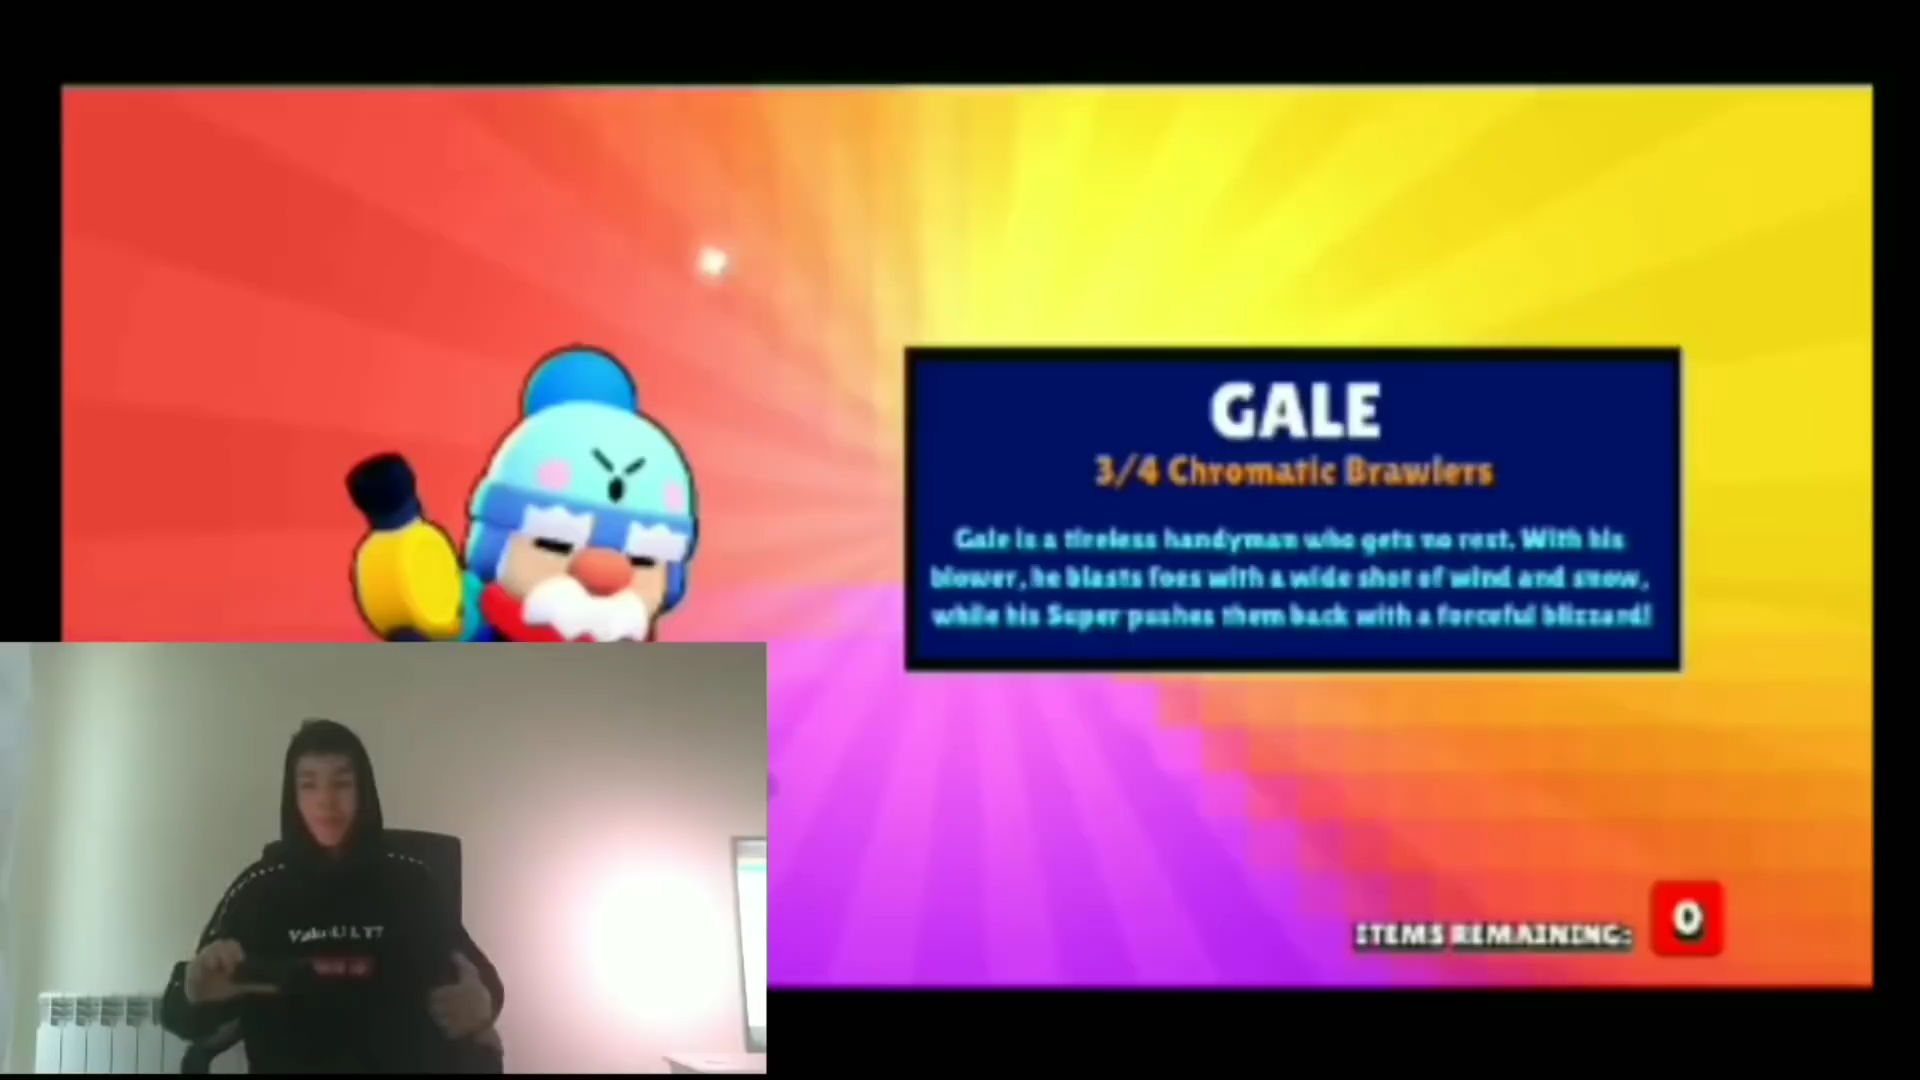 GALE
3/4 Chromatic Brawlers
Gale is a tireless handyman who gets no rest. With his
blower, he blasts foes with a wide shot of wind and snow,
while his Super pushes them back with a forceful blizzard!
ITEMS REMAINING:
0